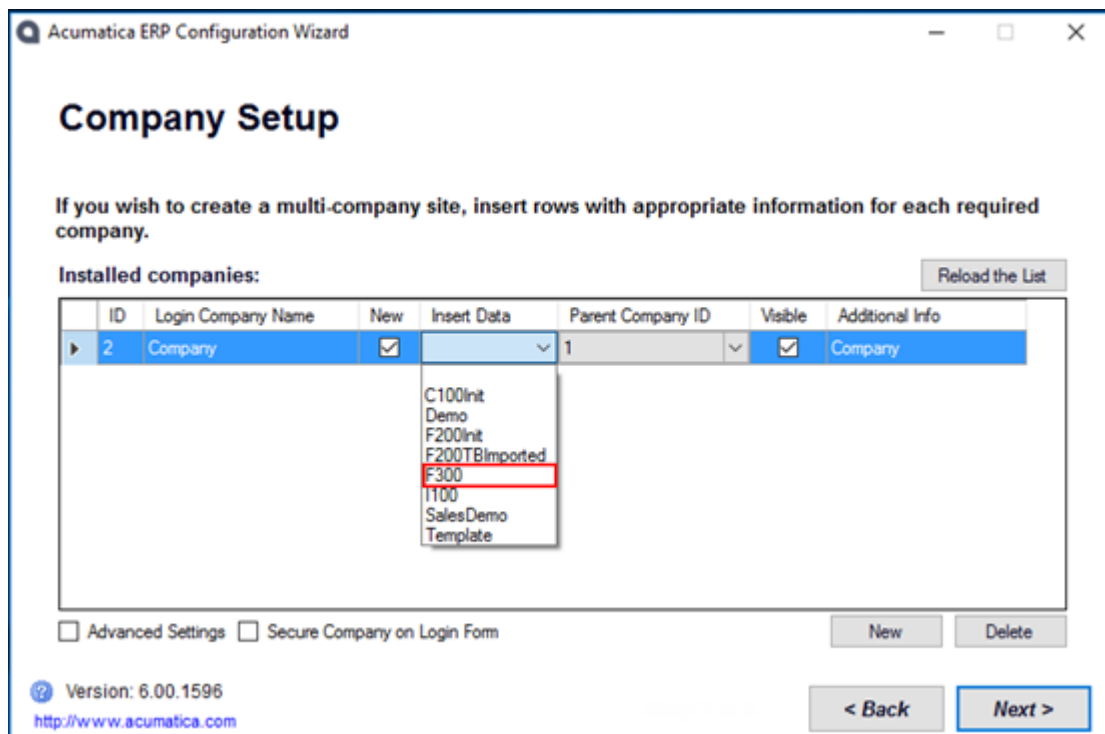 Acumatica ERP Configuration Wizard
Company Setup
If you wish to create a multi-company site, insert rows with appropriate information for each required
company.
Installed companies:
Reload the List
ID Login Company Name New Insert Data Parent Company ID Visible Additional Info
2 Company 1 Company
C100Init
Demo
F200Init
F200TBImported
F300
I100
SalesDemo
Template
Advanced Settings Secure Company on Login Form New Delete
Version: 6.00.1596
http://www.acumatica.com
< Back Next >